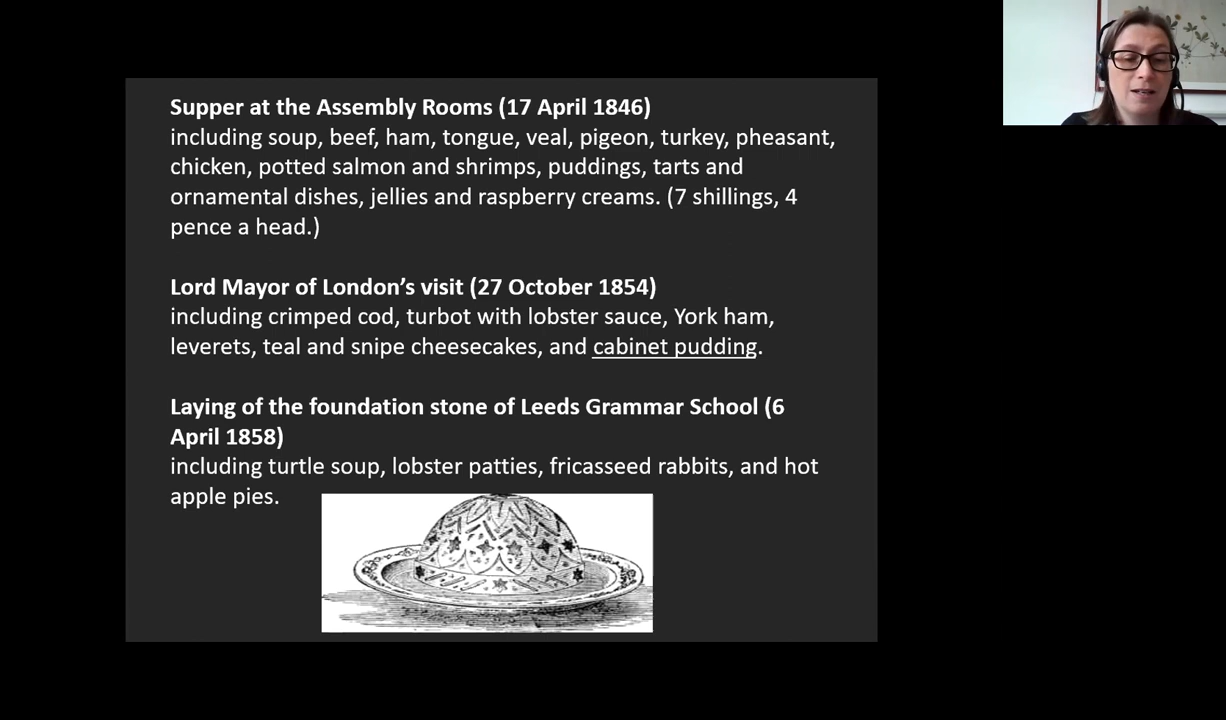 Supper at the Assembly Rooms (17 April 1846)
including soup, beef, ham, tongue, veal, pigeon, turkey, pheasant,
chicken, potted salmon and shrimps, puddings, tarts and
ornamental dishes, jellies and raspberry creams. (7 shillings, 4
pence a head.)
Lord Mayor of London’s visit (27 October 1854)
including crimped cod, turbot with lobster sauce, York ham,
leverets, teal and snipe cheesecakes, and cabinet pudding.
Laying of the foundation stone of Leeds Grammar School (6
April 1858)
including turtle soup, lobster patties, fricasseed rabbits, and hot
apple pies.